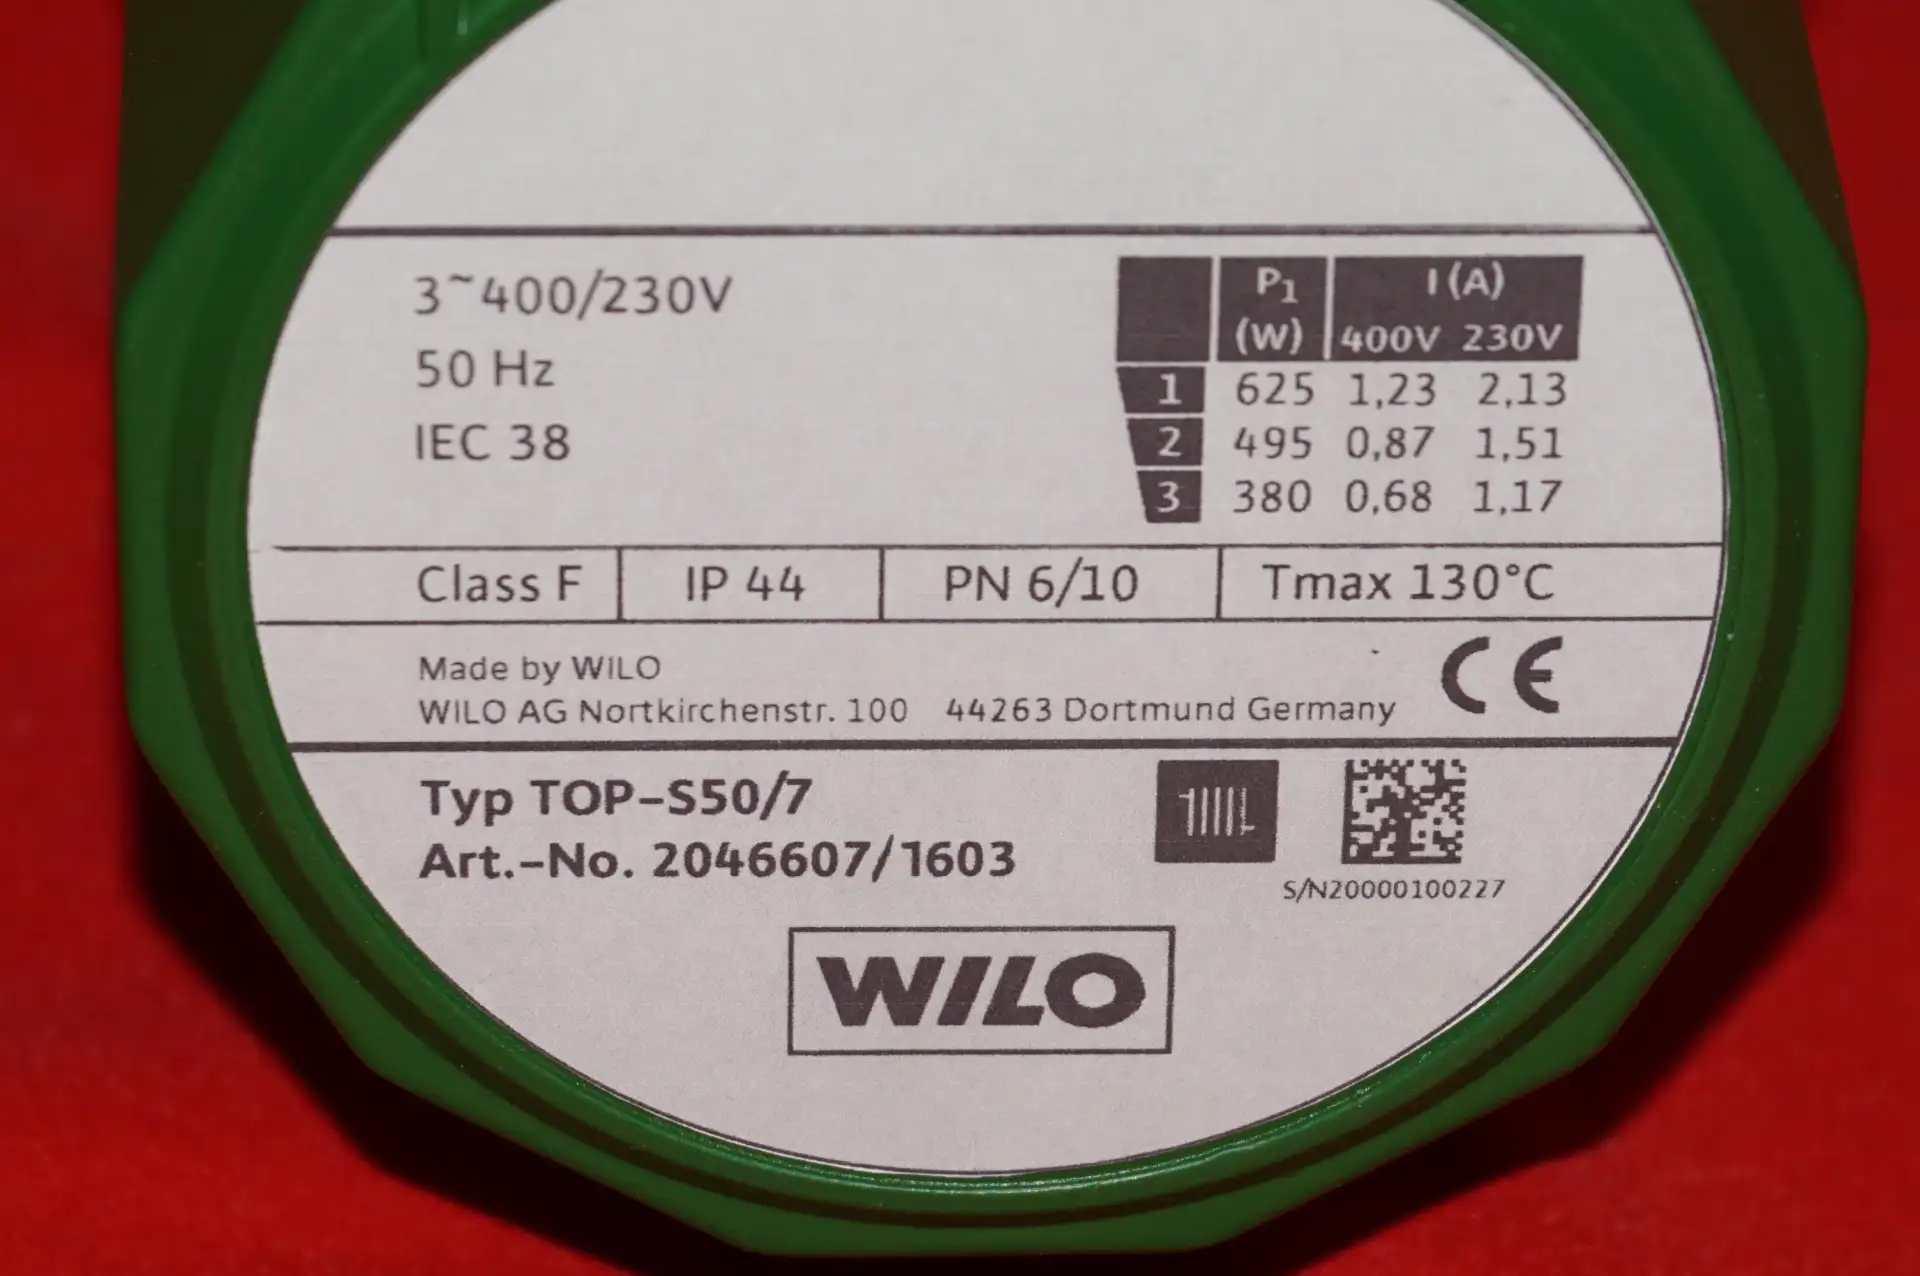 3~400/230V
50 Hz
IEC 38
P1 I (A)
(W) 400V 230V
1 625 1,23 2,13
2 495 0,87 1,51
3 380 0,68 1,17
Class F IP 44 PN 6/10 Tmax 130°C
Made by WILO
WILO AG Nortkirchenstr. 100 44263 Dortmund Germany
CE
Typ TOP-S50/7
Art.-No. 2046607/1603
S/N20000100227
WILO